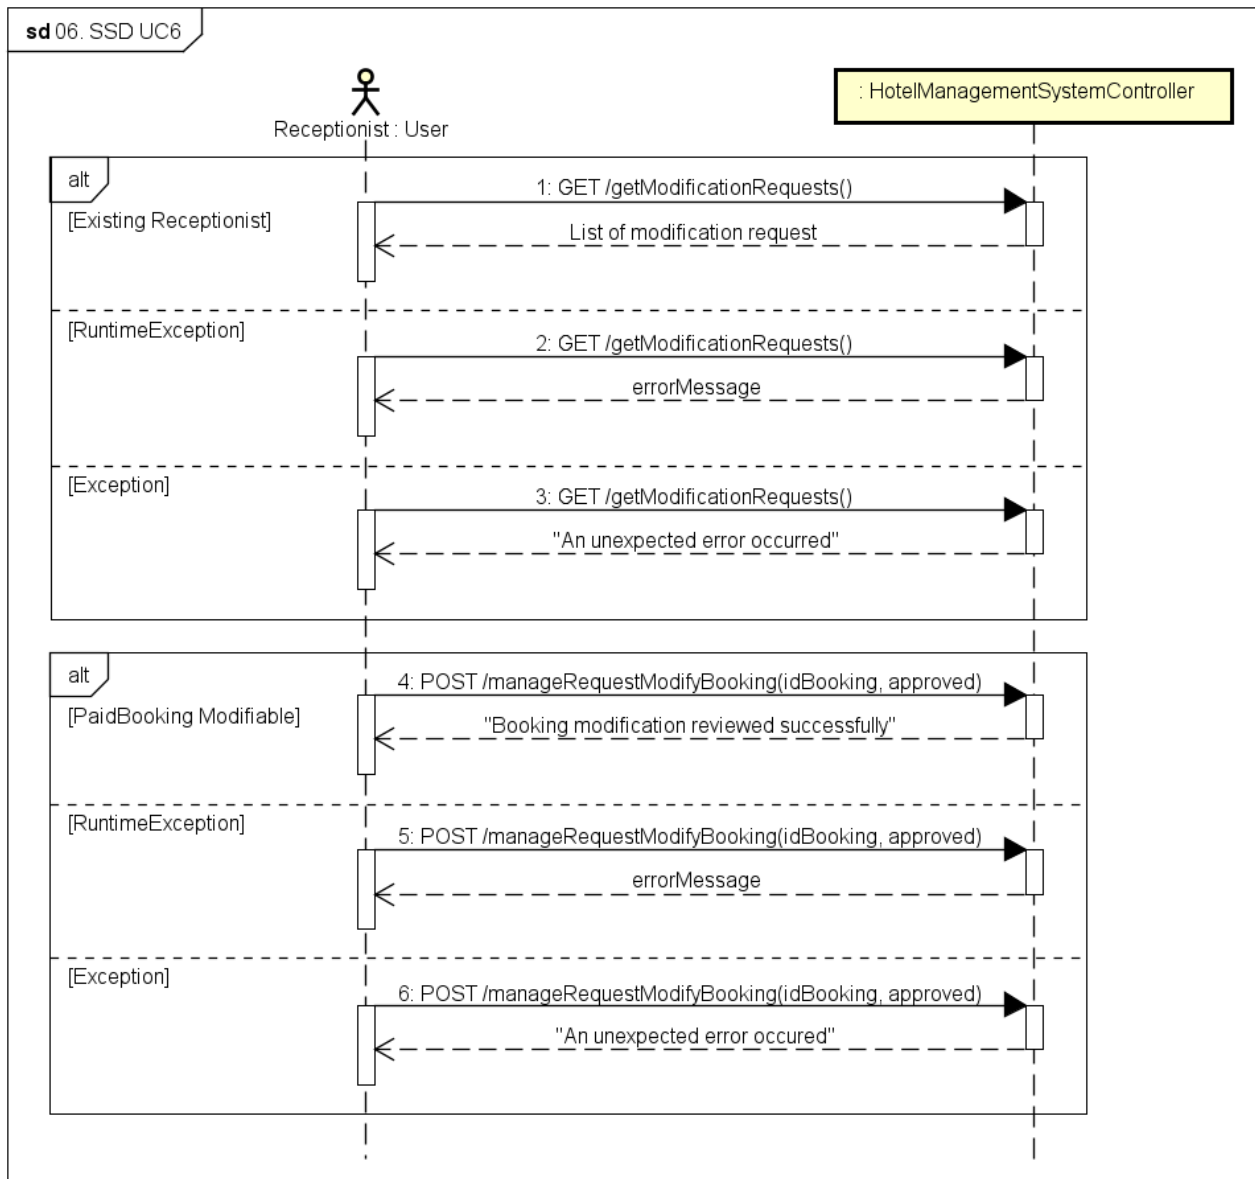 sd 06. SSD UC6
: HotelManagementSystemController
Receptionist : User
alt
1: GET /getModificationRequests()
[Existing Receptionist]
List of modification request
[RuntimeException]
2: GET /getModificationRequests()
errorMessage
[Exception]
3: GET /getModificationRequests()
"An unexpected error occurred"
alt
4: POST /manageRequestModifyBooking(idBooking, approved)
[PaidBooking Modifiable]
"Booking modification reviewed successfully"
[RuntimeException]
5: POST /manageRequestModifyBooking(idBooking, approved)
errorMessage
[Exception]
6: POST /manageRequestModifyBooking(idBooking, approved)
"An unexpected error occured"